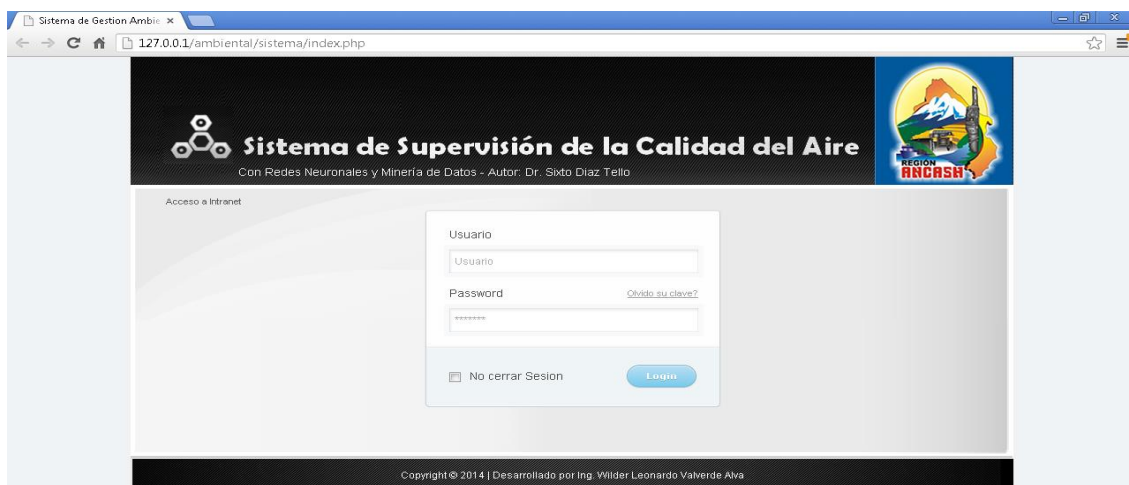 Sistema de Gestion Ambie
127.0.0.1/ambiental/sistema/index.php
Sistema de Supervisión de la Calidad del Aire
Con Redes Neuronales y Minería de Datos - Autor: Dr. Sixto Diaz Tello
REGION
ANCASH
Acceso a Intranet
Usuario
Usuario
Password
Olvido su clave?
*******
No cerrar Sesion
Login
Copyright © 2014 | Desarrollado por Ing. Wilder Leonardo Valverde Alva